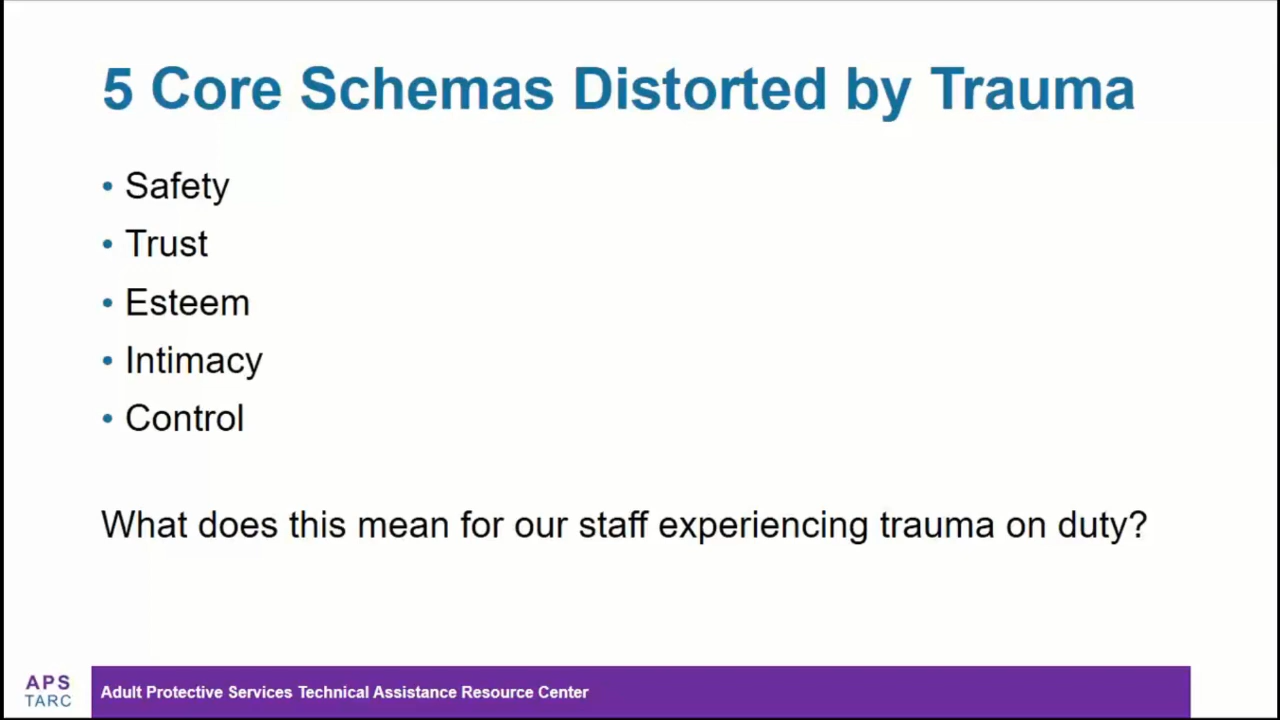 5 Core Schemas Distorted by Trauma
• Safety
• Trust
• Esteem
• Intimacy
• Control
What does this mean for our staff experiencing trauma on duty?
APS
TARC
Adult Protective Services Technical Assistance Resource Center